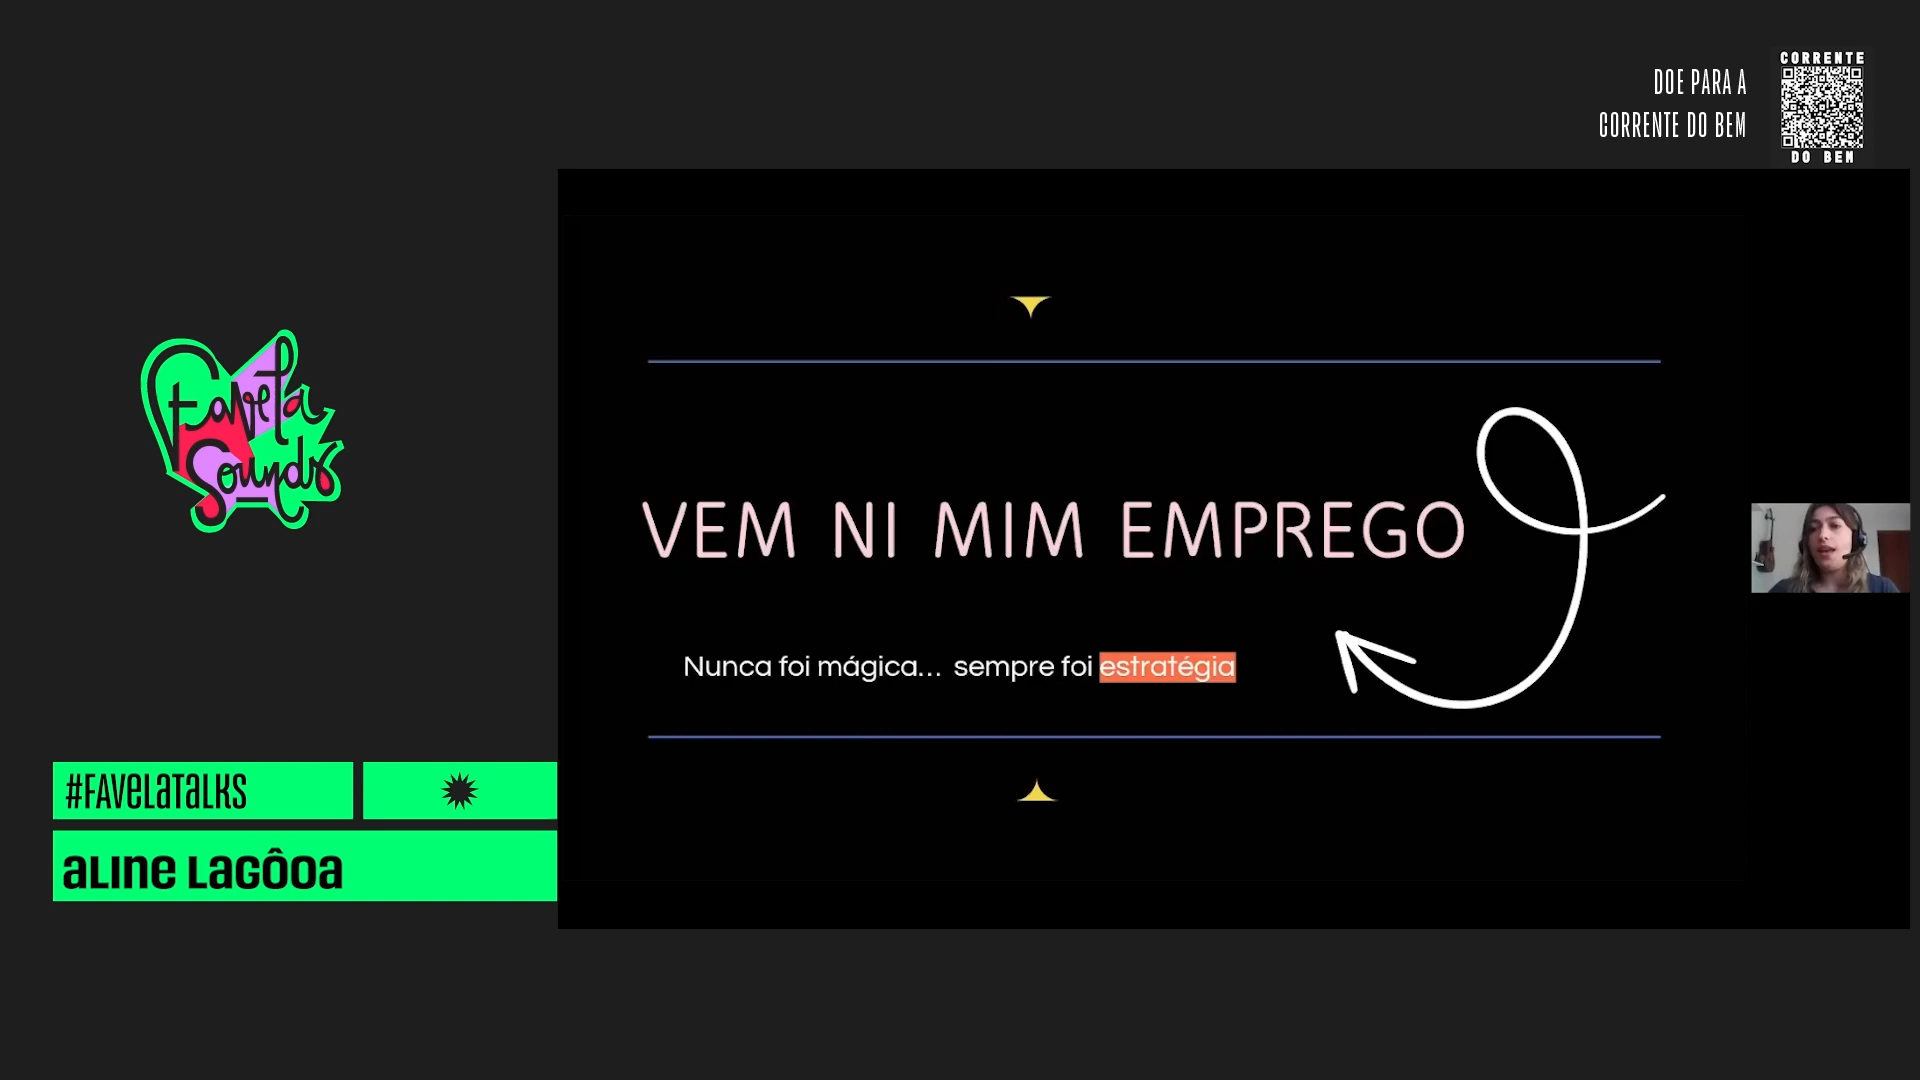 DOE PARA A
CORRENTE DO BEM
CORRENTE
DO BEM
Favela
Sounds
VEM NI MIM EMPREGO
Nunca foi mágica... sempre foi estratégia
#FAVELATALKS
ALINE LAGÔOA